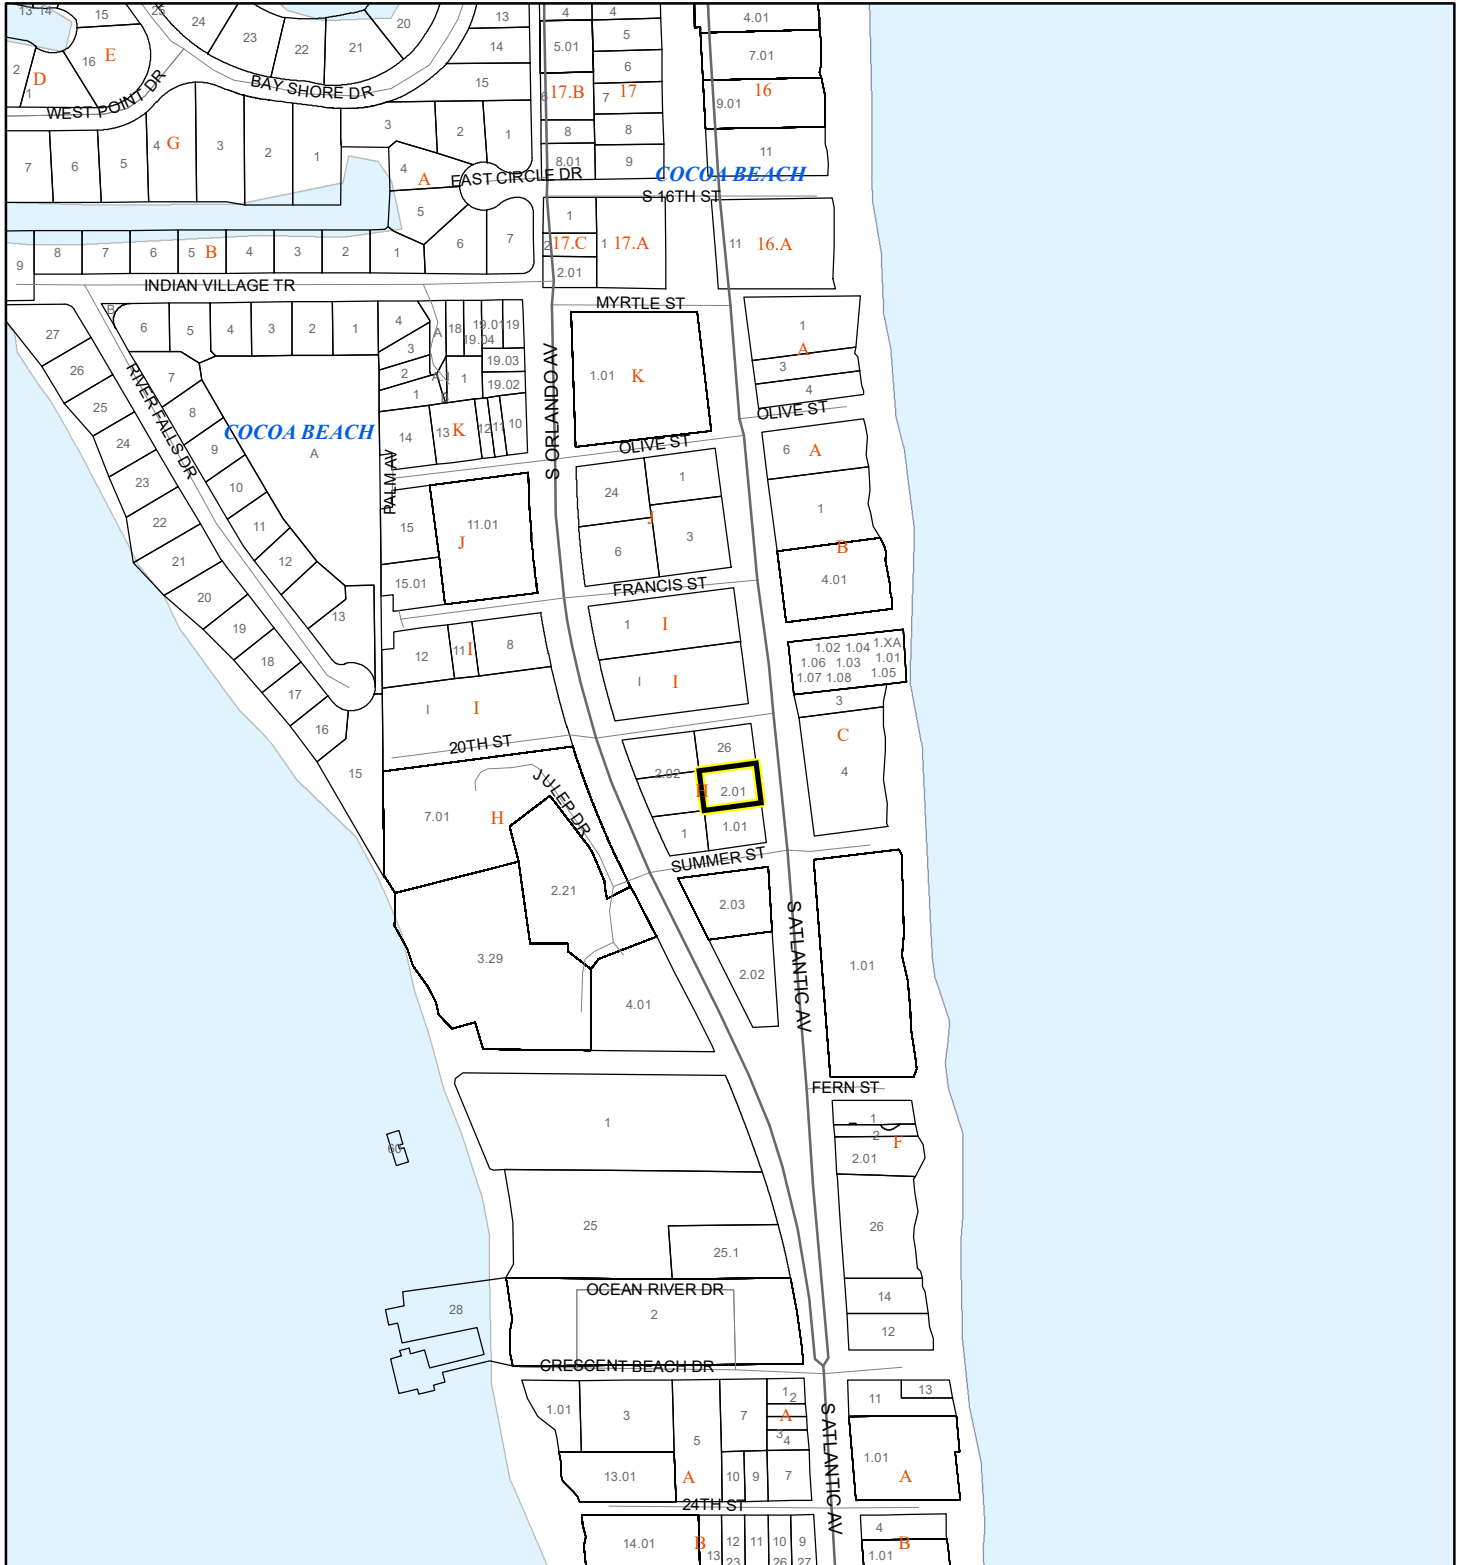 13 14
15
25
24
20
13
4
4
4.01
23
22
21
14
5.01
5
7.01
16
E
2
D
1
15
6
WEST POINT DR
BAY SHORE DR
6
17.B
7
17
9.01
16
3
2
1
8
8
4
G
3
2
1
11
7
6
5
8.01
9
4
A
EAST CIRCLE DR
COCOA BEACH
S 16TH ST
5
1
6
7
2
17.C
1
17.A
11
16.A
9
8
7
6
5
B
4
3
2
1
2.01
INDIAN VILLAGE TR
MYRTLE ST
B
27
6
5
4
3
2
1
4
A
18
19.01
19
19.04
1
A
3
19.03
3
26
RIVER FALLS DR
7
2
1
1
19.02
1.01
K
4
25
8
S ORLANDO AV
OLIVE ST
24
COCOA BEACH
14
13
K
12
11
10
9
A
OLIVE ST
6
A
23
10
PALM AV
24
1
22
11
15
11.01
J
1
J
21
12
6
3
B
20
15.01
FRANCIS ST
4.01
19
13
1
I
18
12
11
I
8
1.02 1.04 1.XA
1.06 1.03 1.01
1.07 1.08 1.05
17
I
I
3
16
I
I
C
20TH ST
26
15
2.02
4
JULEP DR
H
2.01
7.01
H
1
1.01
SUMMER ST
2.21
2.03
S ATLANTIC AV
3.29
2.02
1.01
4.01
FERN ST
1
1
2
F
60
2.01
25
26
25.1
OCEAN RIVER DR
28
2
14
12
CRESCENT BEACH DR
1.01
3
7
1
2
11
13
A
S ATLANTIC AV
5
3
4
1.01
13.01
A
10
9
7
A
24TH ST
14.01
B
12
11
10
9
4
B
13
23
26
27
1.01